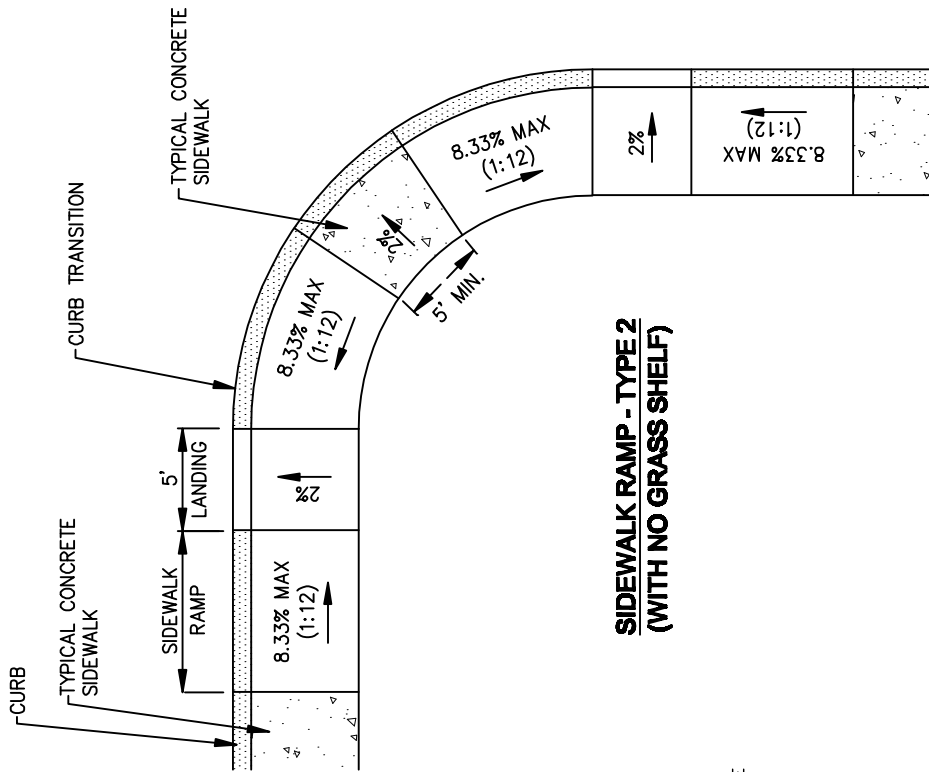 CURB
TYPICAL CONCRETE
SIDEWALK
SIDEWALK
RAMP
5'
LANDING
CURB TRANSITION
TYPICAL CONCRETE
SIDEWALK
8.33% MAX
(1:12)
2%
8.33% MAX
(1:12)
2%
5' MIN.
8.33% MAX
(1:12)
2%
8.33% MAX
(1:12)
SIDEWALK RAMP - TYPE 2
(WITH NO GRASS SHELF)